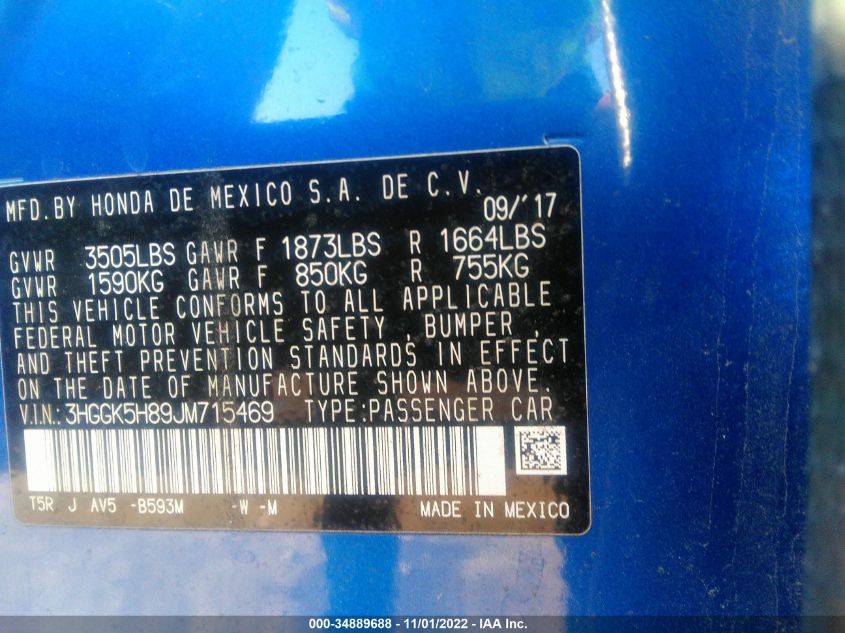 MFD.BY HONDA DE MEXICO S.A. DE C.V.
09/'17
GVWR 3505LBS GAWR F 1873LBS R 1664LBS
GVWR 1590KG GAWR F 850KG R 755KG
THIS VEHICLE CONFORMS TO ALL APPLICABLE
FEDERAL MOTOR VEHICLE SAFETY , BUMPER ,
AND THEFT PREVENTION STANDARDS IN EFFECT
ON THE DATE OF MANUFACTURE SHOWN ABOVE.
V.I.N.:3HGGK5H89JM715469 TYPE:PASSENGER CAR
T5R J AV5 -B593M -W -M MADE IN MEXICO
000-34889688 - 11/01/2022 - IAA Inc.